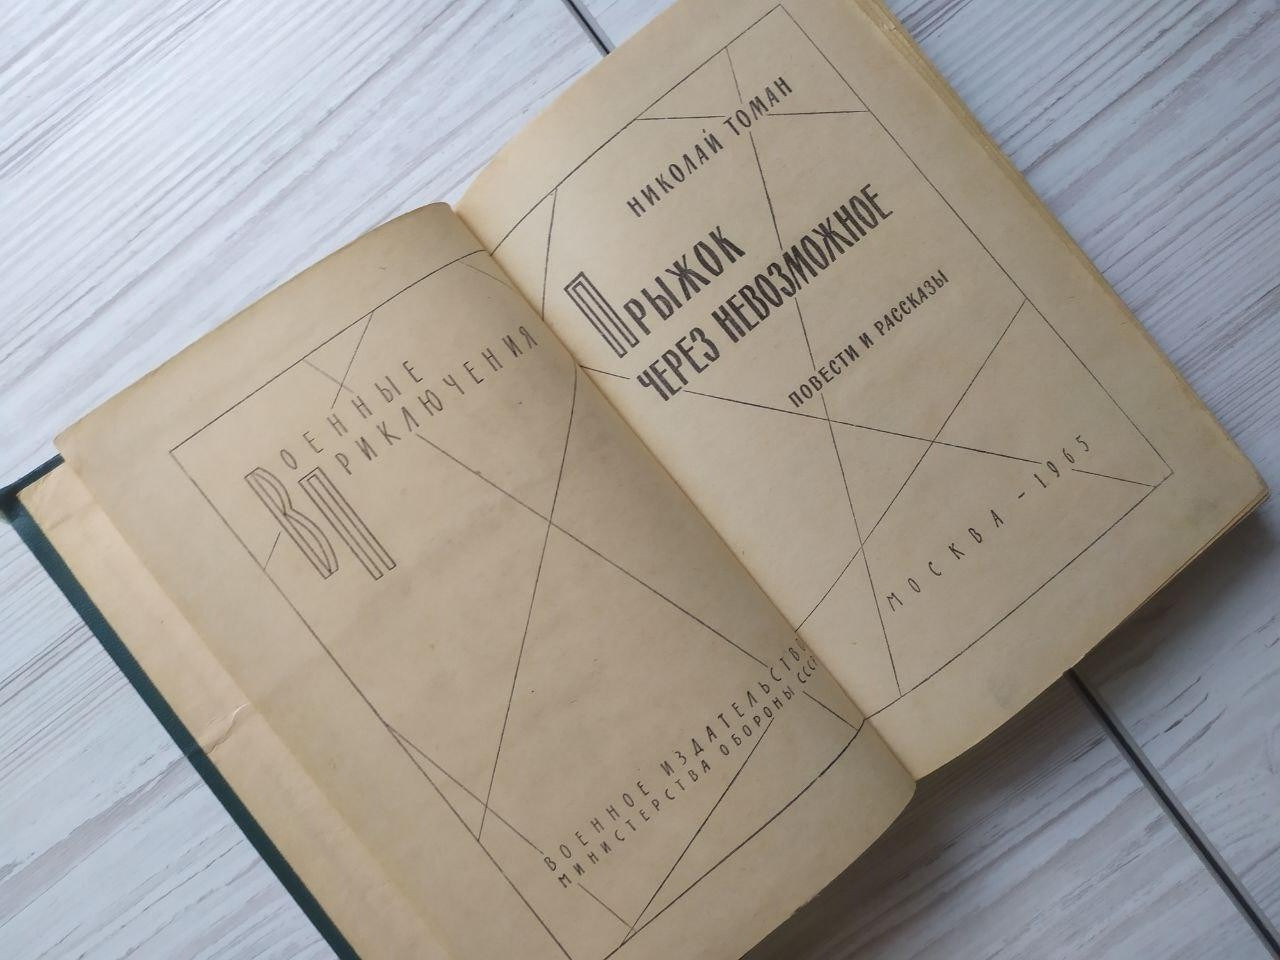 Военные
Приключения
ВОЕННОЕ ИЗДАТЕЛЬСТВО
МИНИСТЕРСТВА ОБОРОНЫ СССР
НИКОЛАЙ ТОМАН
ПРЫЖОК
ЧЕРЕЗ НЕВОЗМОЖНОЕ
ПОВЕСТИ И РАССКАЗЫ
МОСКВА – 1965